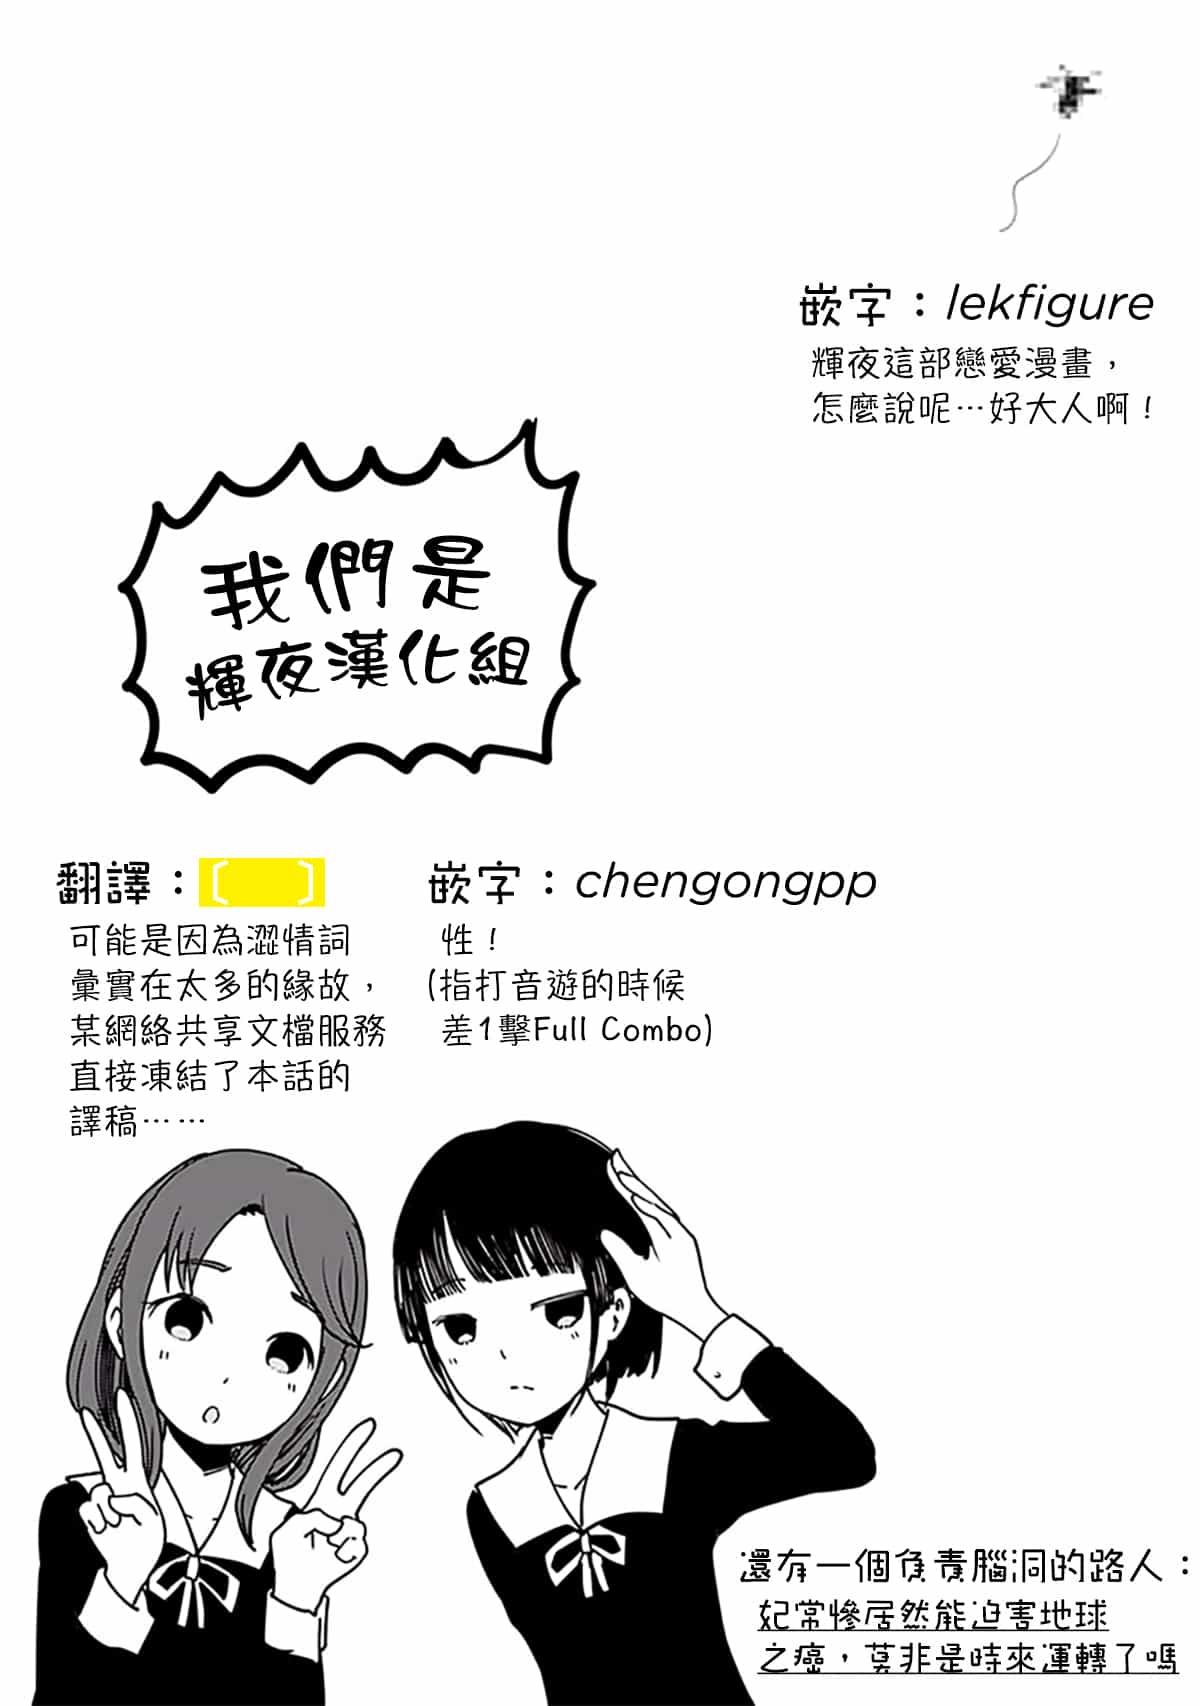 嵌字：lekfigure
輝夜這部戀愛漫畫，
怎麼說呢…好大人啊！
我們是
輝夜漢化組
翻譯：〔　〕
可能是因為澀情詞
彙實在太多的緣故，
某網絡共享文檔服務
直接凍結了本話的
譯稿……
嵌字：chengongpp
性！
(指打音遊的時候
差1擊Full Combo)
還有一個負責腦洞的路人：
妃常慘居然能迫害地球
之癌，莫非是時來運轉了嗎